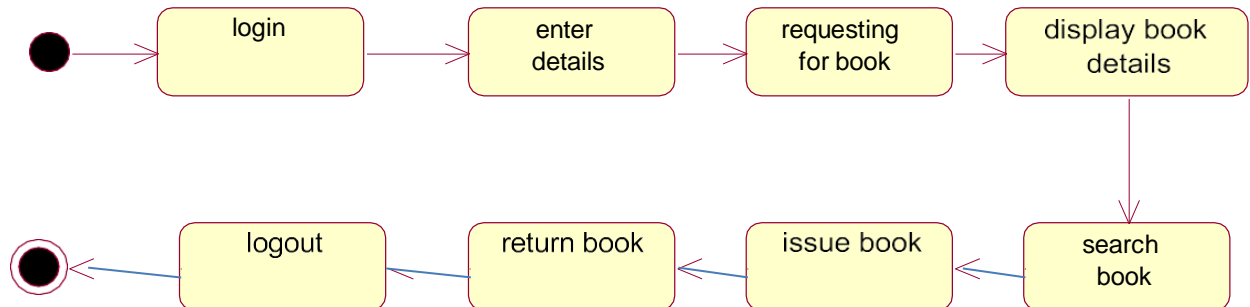 login
enter
details
requesting
for book
display book
details
search
book
issue book
return book
logout